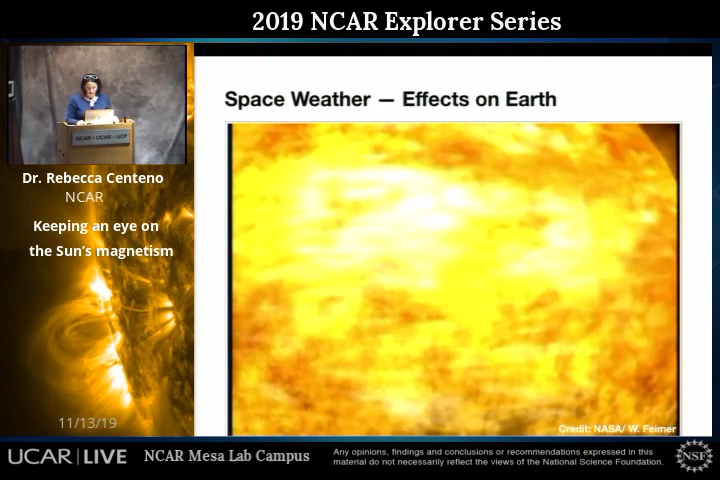 2019 NCAR Explorer Series
NCAR • UCAR • UCP
Dr. Rebecca Centeno
NCAR
Keeping an eye on
the Sun's magnetism
11/13/19
Space Weather — Effects on Earth
Credit: NASA/ W. Feimer
UCAR | LIVE
NCAR Mesa Lab Campus
Any opinions, findings and conclusions or recommendations expressed in this
material do not necessarily reflect the views of the National Science Foundation.
NSF